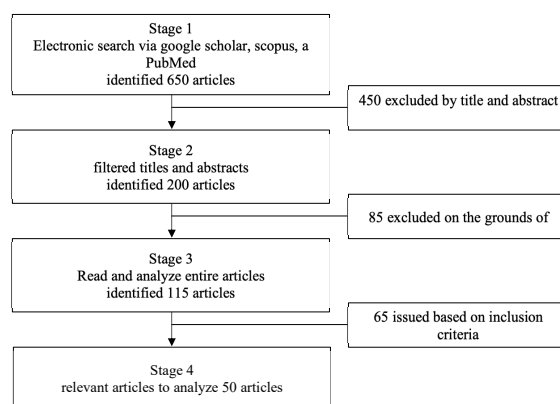 Stage 1
Electronic search via google scholar, scopus, a
PubMed
identified 650 articles
450 excluded by title and abstract
Stage 2
filtered titles and abstracts
identified 200 articles
85 excluded on the grounds of
Stage 3
Read and analyze entire articles
identified 115 articles
65 issued based on inclusion
criteria
Stage 4
relevant articles to analyze 50 articles